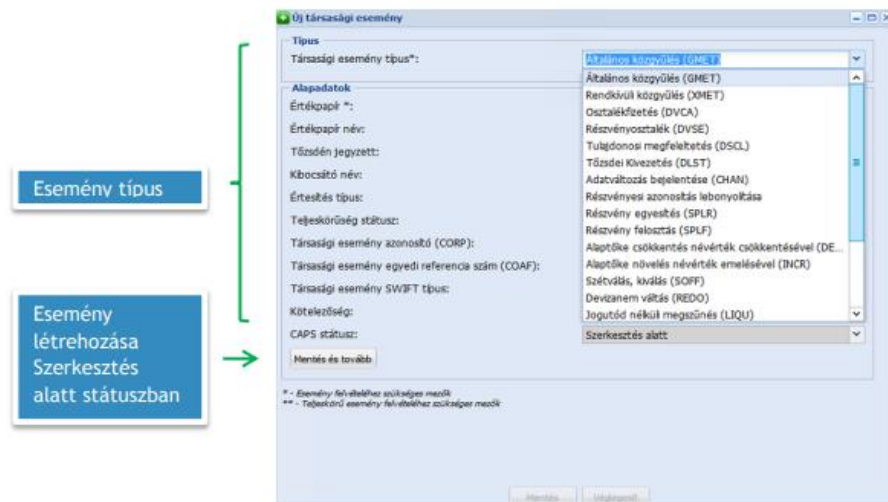 Új társasági esemény
Típus
Társasági esemény típus*:
Általános közgyűlés (GMET)
Általános közgyűlés (GMET)
Rendkívüli közgyűlés (XMET)
Osztalékfizetés (DVCA)
Részvényosztalék (DVSE)
Tulajdonosi megfeleltetés (DSCL)
Tőzsdei Kivezetés (DLST)
Adatváltozás bejelentése (CHAN)
Részvényesi azonosítás lebonyolítása
Részvény egyesítés (SPLR)
Részvény felosztás (SPLF)
Alaptőke csökkentés névérték csökkentésével (DE...
Alaptőke növelés névérték emelésével (INCR)
Szétválás, kiválás (SOFF)
Devizanem váltás (REDO)
Jogutód nélküli megszűnés (LIQU)
Alapadatok
Értékpapír *:
Értékpapír név:
Tőzsdén jegyzett:
Kibocsátó név:
Értesítés típus:
Teljeskörűség státusz:
Társasági esemény azonosító (CORP):
Társasági esemény egyedi referencia szám (COAF):
Társasági esemény SWIFT típus:
Kötelezőség:
CAPS státusz:
Szerkesztés alatt
Mentés és tovább
* - Esemény felvételéhez szükséges mezők
** - Teljeskörű esemény felvételéhez szükséges mezők
Mentés
Véglegesít
Esemény típus
Esemény
létrehozása
Szerkesztés
alatt státuszban